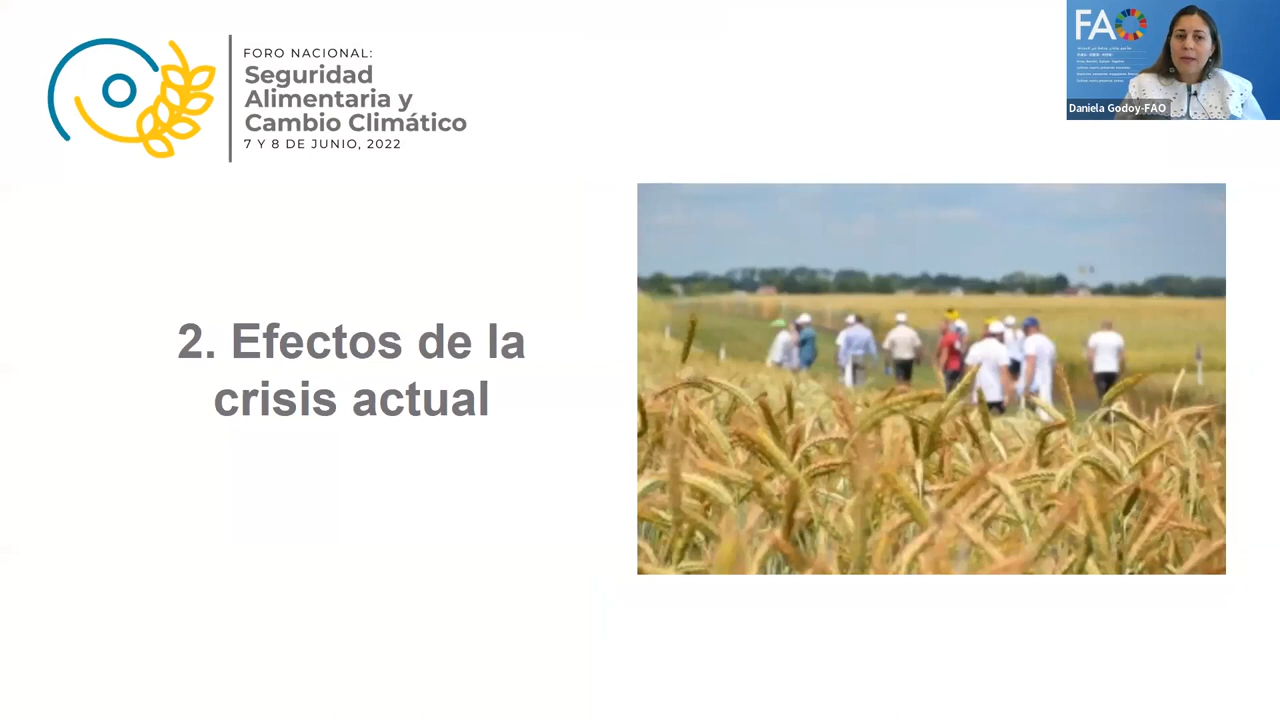 FORO NACIONAL:
Seguridad
Alimentaria y
Cambio Climático
7 Y 8 DE JUNIO, 2022
FAO
Daniela Godoy-FAO
2. Efectos de la
crisis actual